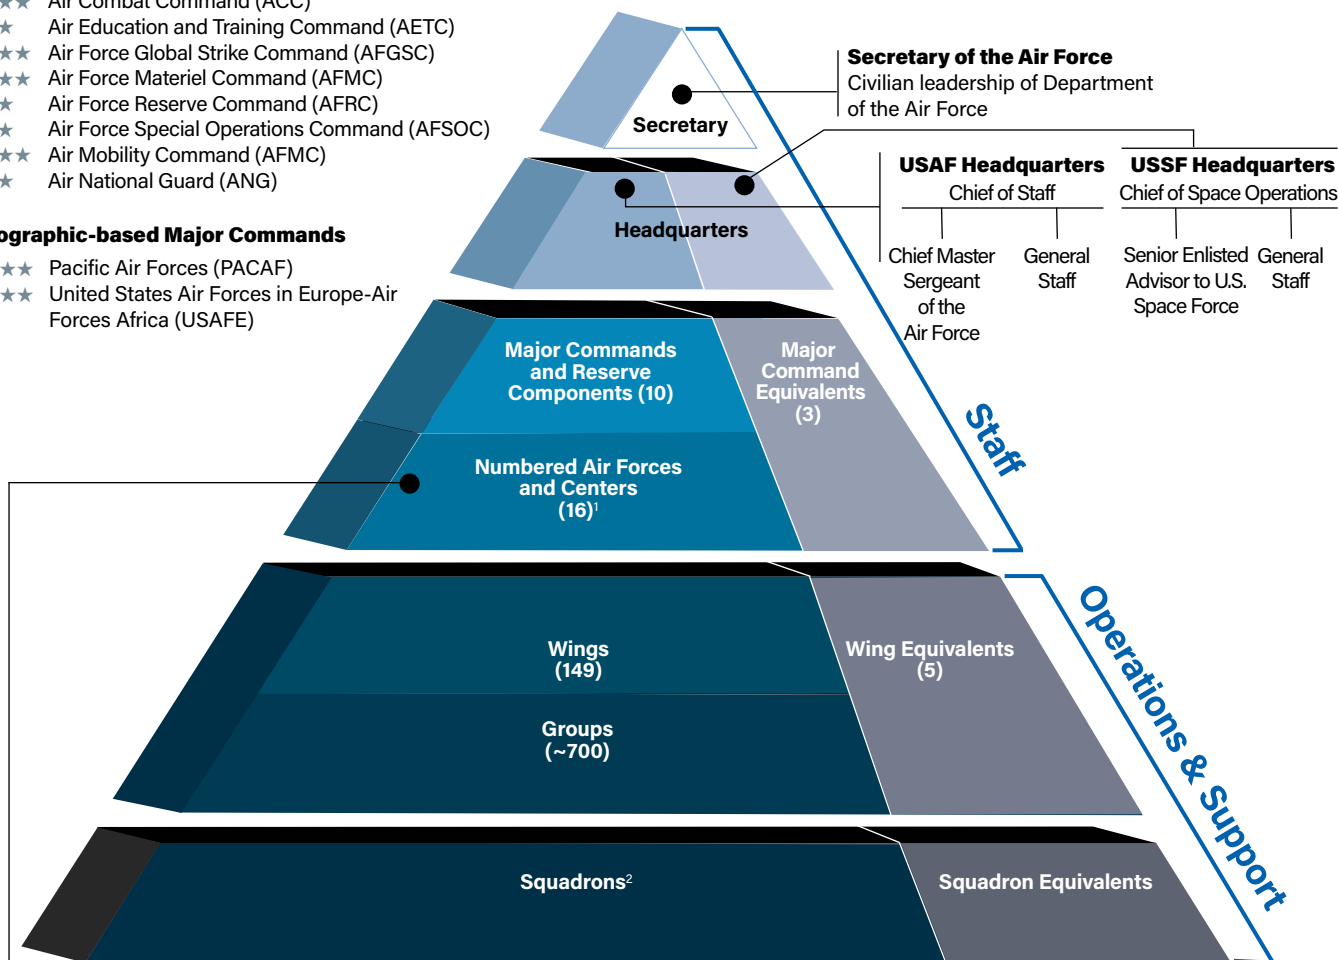 ★★ Air Combat Command (ACC)
★ Air Education and Training Command (AETC)
★★ Air Force Global Strike Command (AFGSC)
★★ Air Force Materiel Command (AFMC)
★ Air Force Reserve Command (AFRC)
★ Air Force Special Operations Command (AFSOC)
★★ Air Mobility Command (AFMC)
★ Air National Guard (ANG)
ographic-based Major Commands
★★ Pacific Air Forces (PACAF)
★★ United States Air Forces in Europe-Air
Forces Africa (USAFE)
Secretary
Secretary of the Air Force
Civilian leadership of Department
of the Air Force
Headquarters
USAF Headquarters
Chief of Staff
Chief Master
Sergeant
of the
Air Force
General
Staff
USSF Headquarters
Chief of Space Operations
Senior Enlisted
Advisor to U.S.
Space Force
General
Staff
Major Commands
and Reserve
Components (10)
Major
Command
Equivalents
(3)
Numbered Air Forces
and Centers
(16)¹
Staff
Wings
(149)
Wing Equivalents
(5)
Groups
(~700)
Operations & Support
Squadrons²
Squadron Equivalents